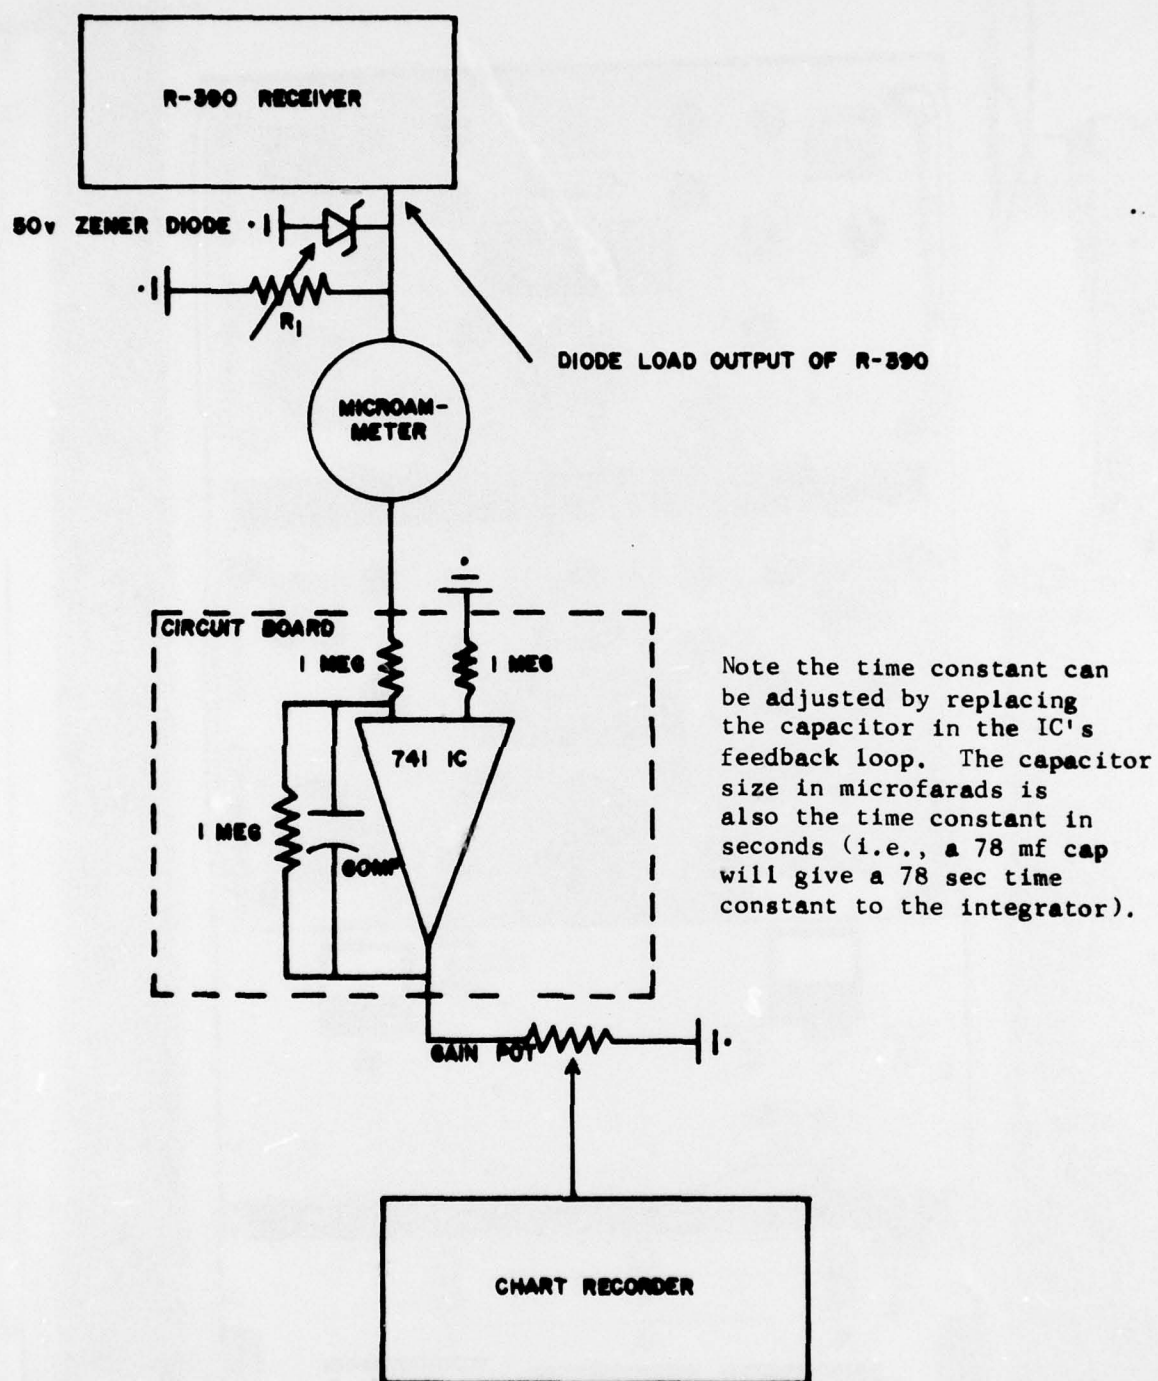 R-390 RECEIVER
50v ZENER DIODE
R1
DIODE LOAD OUTPUT OF R-390
MICROAM-
METER
CIRCUIT BOARD
1 MEG
1 MEG
741 IC
1 MEG
60MF
Note the time constant can
be adjusted by replacing
the capacitor in the IC's
feedback loop. The capacitor
size in microfarads is
also the time constant in
seconds (i.e., a 78 mf cap
will give a 78 sec time
constant to the integrator).
GAIN POT
CHART RECORDER